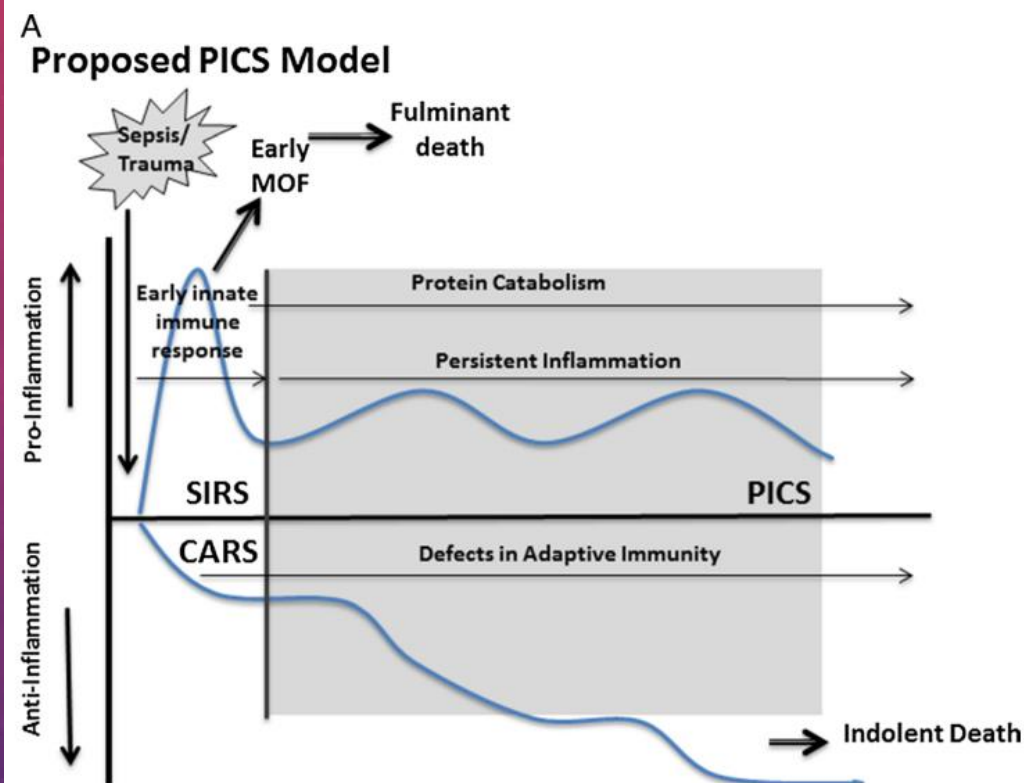 A
Proposed PICS Model
Sepsis/
Trauma
Early
MOF
Fulminant
death
Pro-Inflammation
Early innate
immune
response
Protein Catabolism
Persistent Inflammation
SIRS
PICS
CARS
Defects in Adaptive Immunity
Anti-Inflammation
Indolent Death